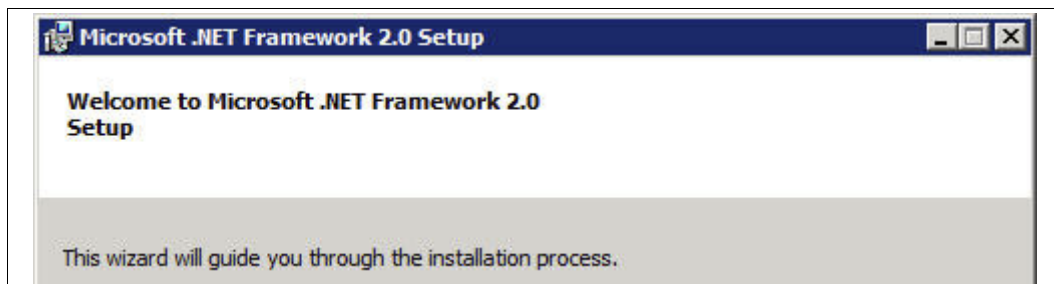 Microsoft .NET Framework 2.0 Setup
Welcome to Microsoft .NET Framework 2.0
Setup
This wizard will guide you through the installation process.